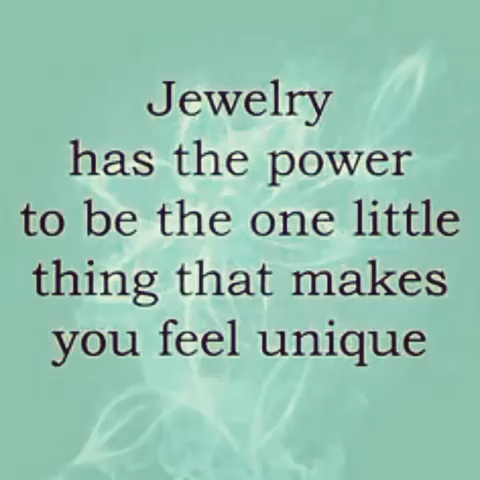 Jewelry
has the power
to be the one little
thing that makes
you feel unique